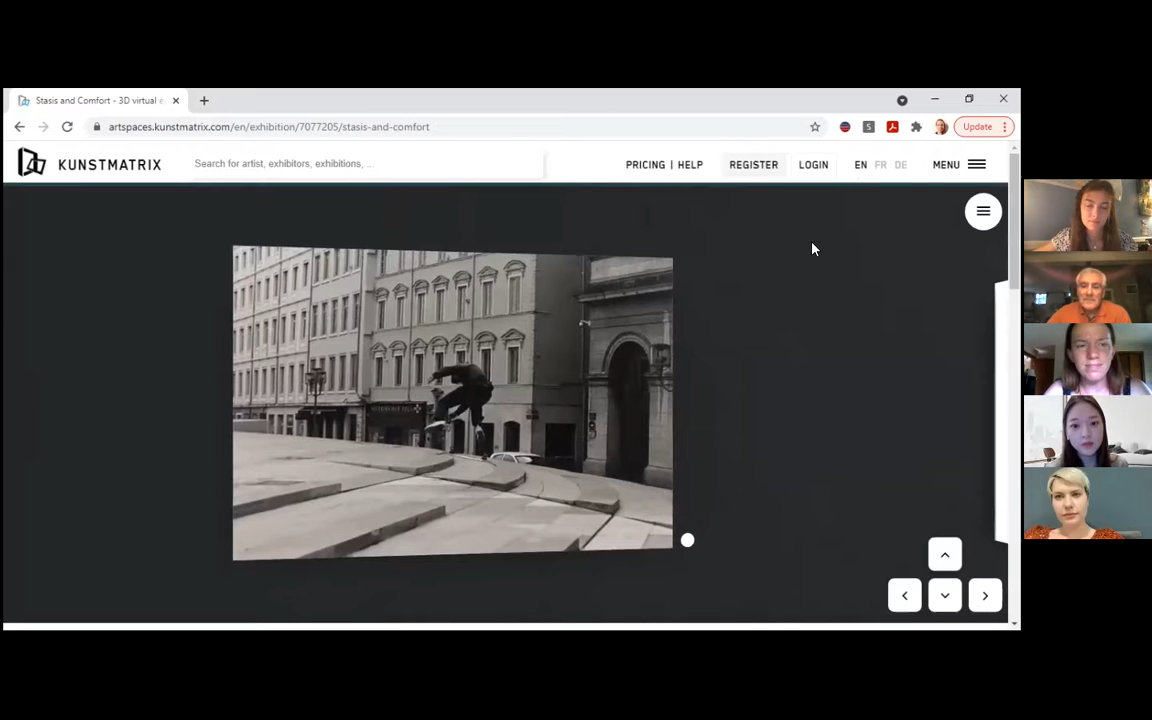 Stasis and Comfort - 3D virtual e
artspaces.kunstmatrix.com/en/exhibition/7077205/stasis-and-comfort
Update
KUNSTMATRIX
Search for artist, exhibitors, exhibitions, ...
PRICING | HELP
REGISTER
LOGIN
EN FR DE
MENU